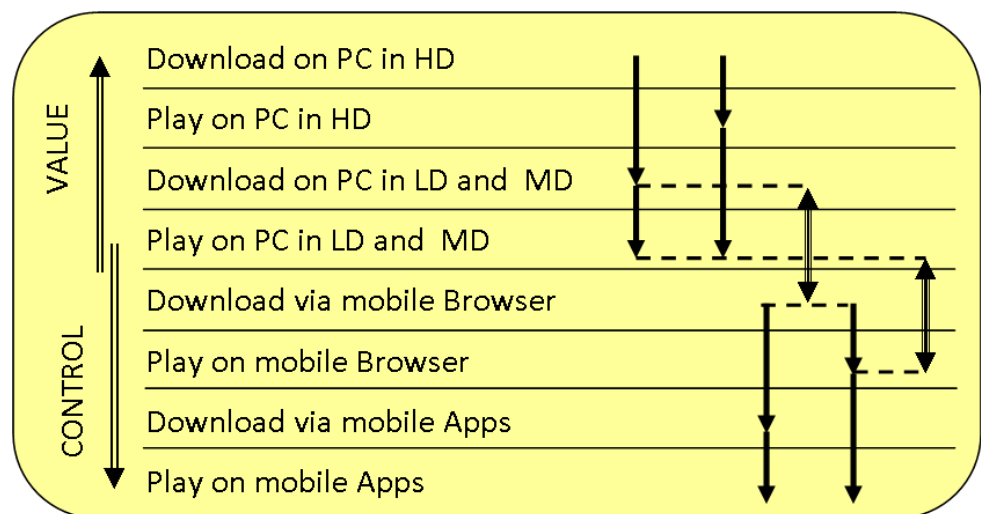 VALUE
CONTROL
Download on PC in HD
Play on PC in HD
Download on PC in LD and  MD
Play on PC in LD and  MD
Download via mobile Browser
Play on mobile Browser
Download via mobile Apps
Play on mobile Apps